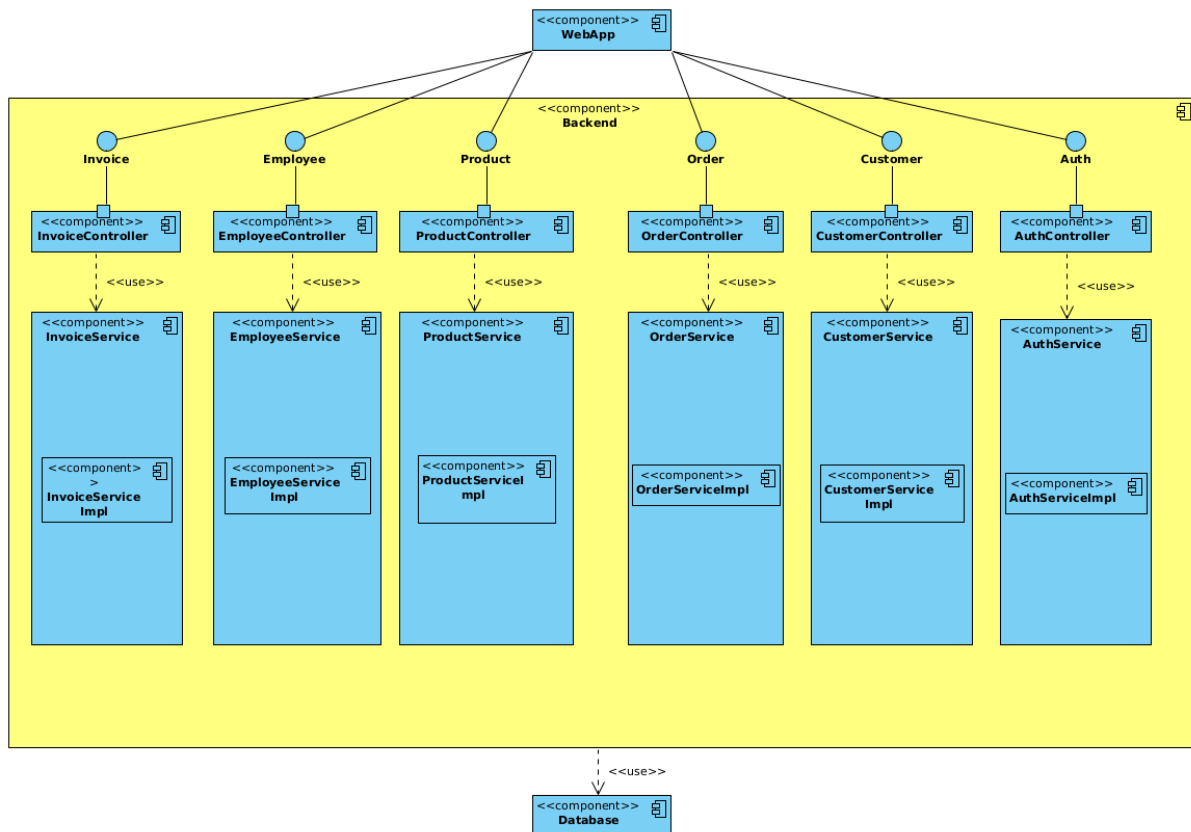 <<component>>
WebApp
<<component>>
Backend
Invoice
Employee
Product
Order
Customer
Auth
<<component>>
InvoiceController
<<component>>
EmployeeController
<<component>>
ProductController
<<component>>
OrderController
<<component>>
CustomerController
<<component>>
AuthController
<<use>>
<<use>>
<<use>>
<<use>>
<<use>>
<<use>>
<<component>>
InvoiceService
<<component>>
EmployeeService
<<component>>
ProductService
<<component>>
OrderService
<<component>>
CustomerService
<<component>>
AuthService
<<component>
>
InvoiceService
Impl
<<component>>
EmployeeService
Impl
<<component>>
ProductServiceI
mpl
<<component>>
OrderServiceImpl
<<component>>
CustomerService
Impl
<<component>>
AuthServiceImpl
<<use>>
<<component>>
Database